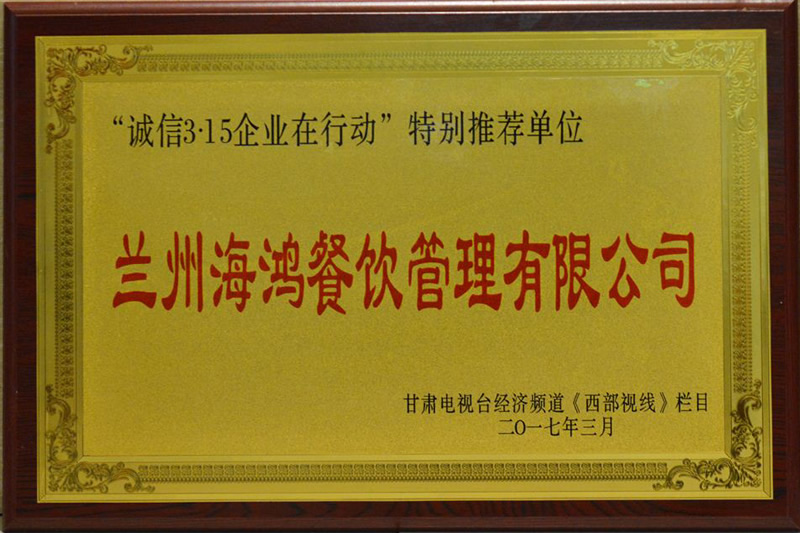 “诚信3·15企业在行动”特别推荐单位
兰州海鸿餐饮管理有限公司
甘肃电视台经济频道《西部视线》栏目
二〇一七年三月